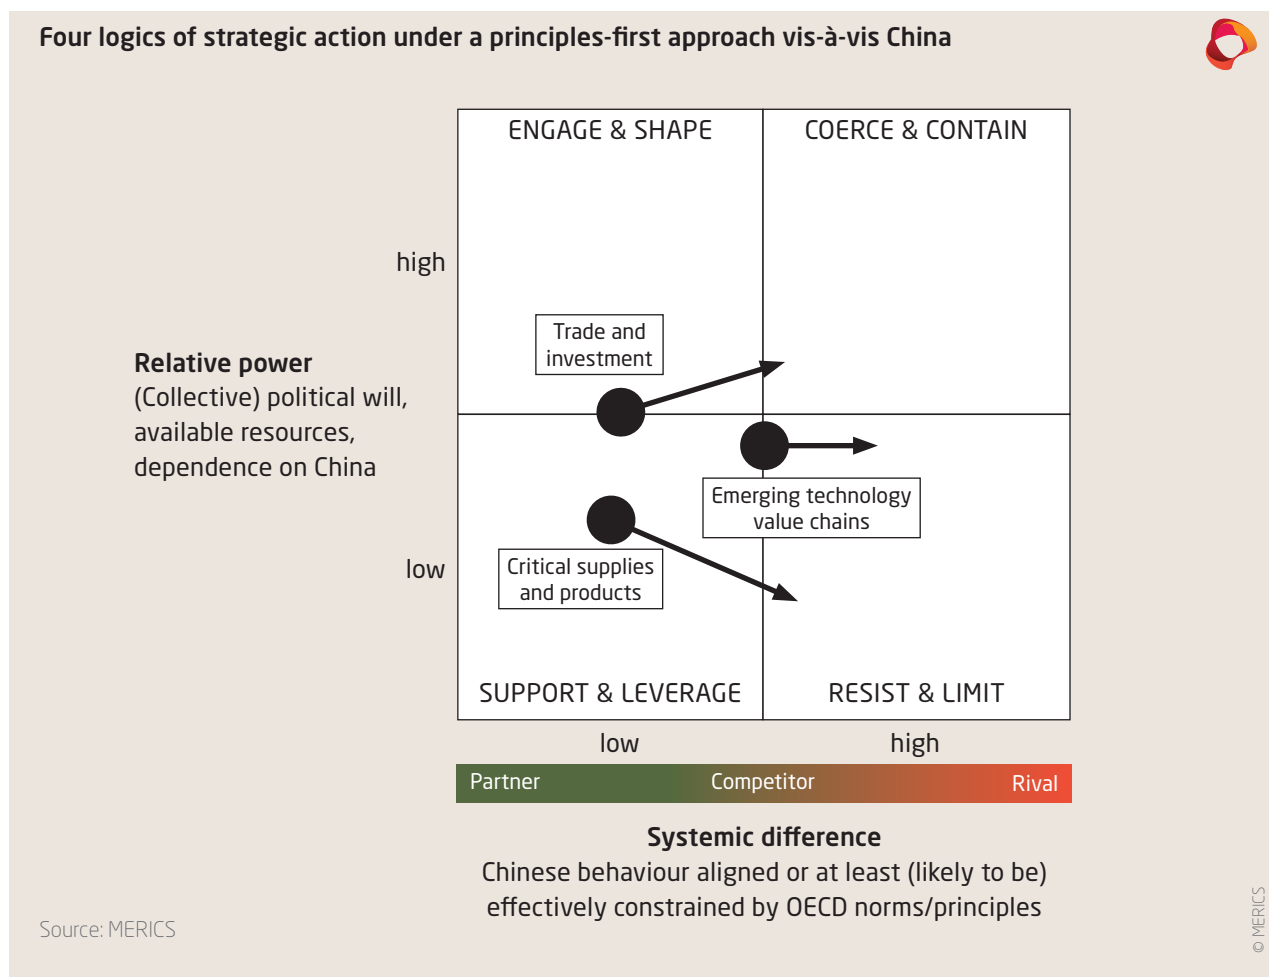 Four logics of strategic action under a principles-first approach vis-à-vis China
ENGAGE & SHAPE
COERCE & CONTAIN
high
Trade and
investment
Relative power
(Collective) political will,
available resources,
dependence on China
Emerging technology
value chains
low
Critical supplies
and products
SUPPORT & LEVERAGE
RESIST & LIMIT
low
high
Partner
Competitor
Rival
Systemic difference
Chinese behaviour aligned or at least (likely to be)
effectively constrained by OECD norms/principles
Source: MERICS
© MERICS